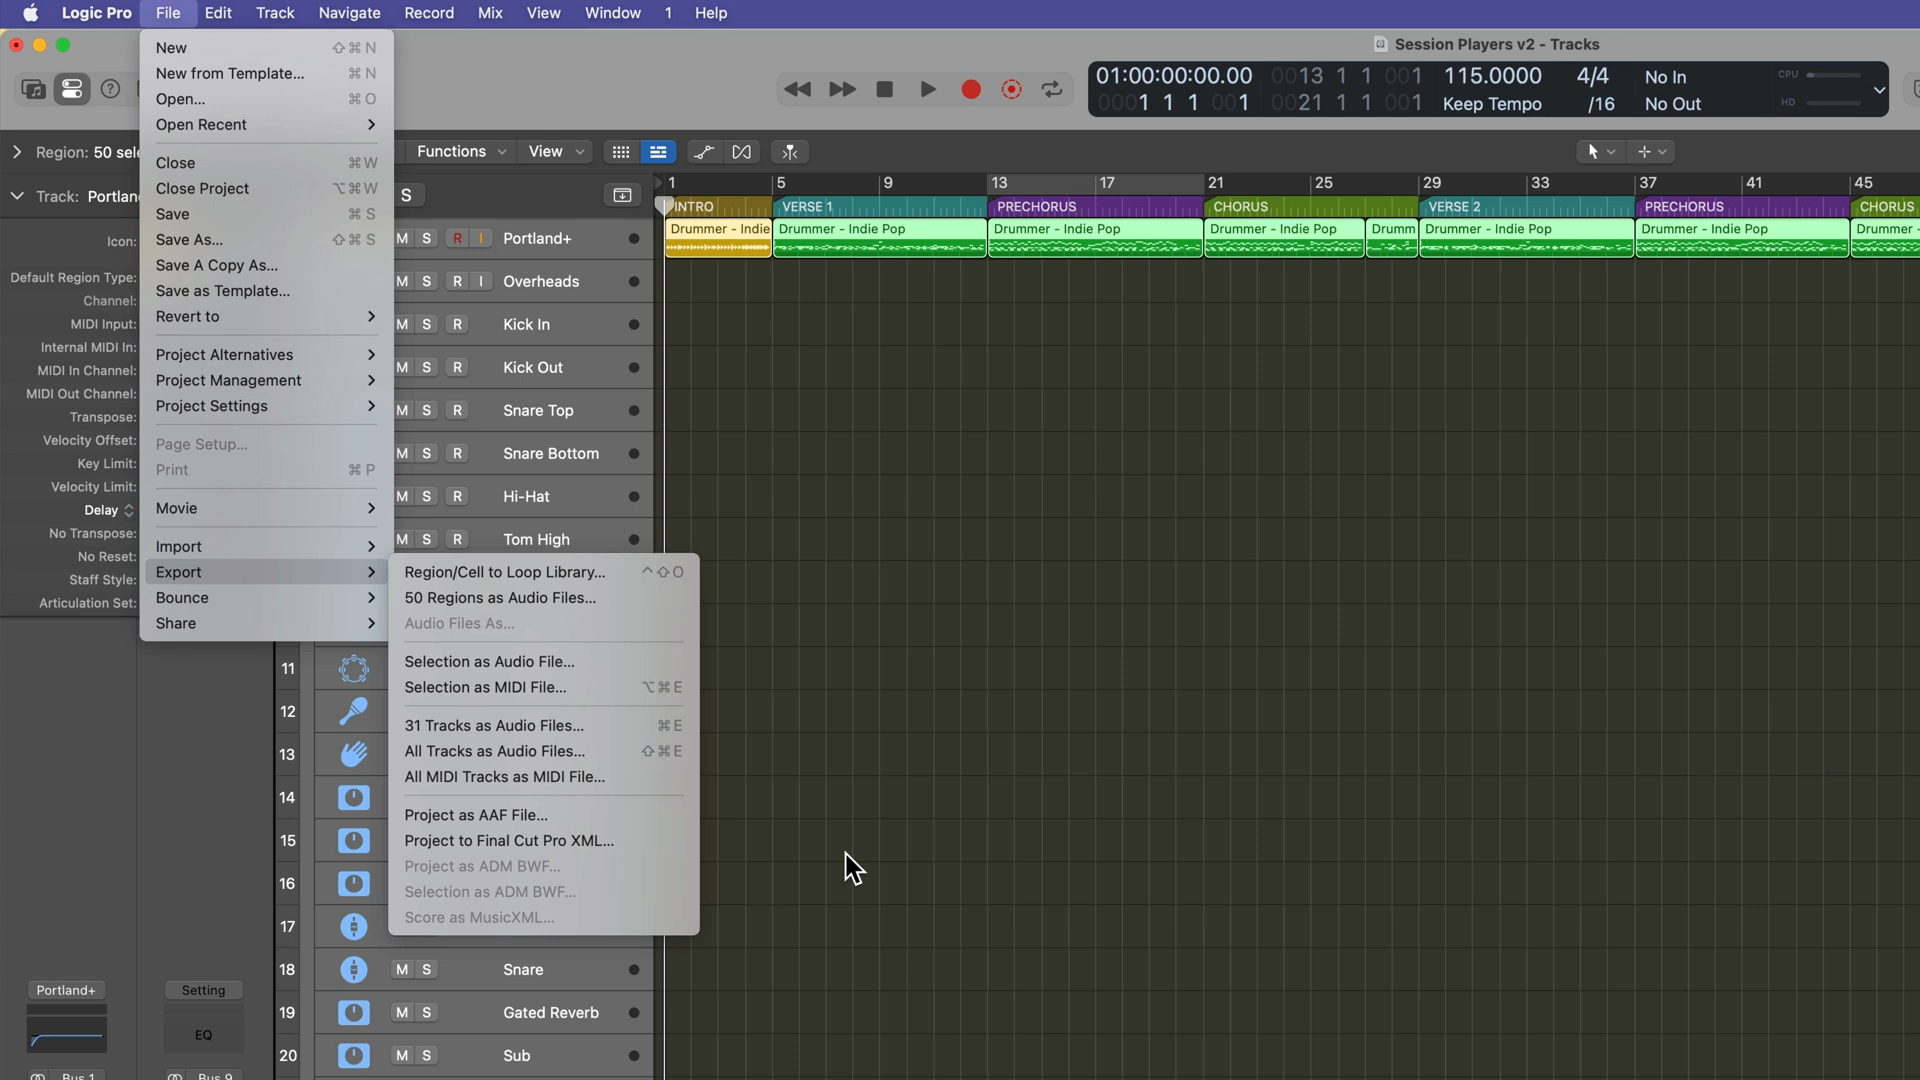 Logic Pro File Edit Track Navigate Record Mix View Window 1 Help
Session Players v2 - Tracks
01:00:00:00.00 0013 1 1 001 115.0000 4/4 No In CPU
0001 1 1 001 0021 1 1 001 Keep Tempo /16 No Out HD
New ⇧⌘N
New from Template... ⌘N
Open... ⌘O
Open Recent
Close ⌘W
Close Project ⌥⌘W
Save ⌘S
Save As... ⇧⌘S
Save A Copy As...
Save as Template...
Revert to
Project Alternatives
Project Management
Project Settings
Page Setup...
Print ⌘P
Movie
Import
Export
Bounce
Share
Region/Cell to Loop Library... ^⇧O
50 Regions as Audio Files...
Audio Files As...
Selection as Audio File...
Selection as MIDI File... ⌥⌘E
31 Tracks as Audio Files... ⌘E
All Tracks as Audio Files... ⇧⌘E
All MIDI Tracks as MIDI File...
Project as AAF File...
Project to Final Cut Pro XML...
Project as ADM BWF...
Selection as ADM BWF...
Score as MusicXML...
Region: 50 sele
Track: Portlan
Icon:
Default Region Type:
Channel:
MIDI Input:
Internal MIDI In:
MIDI In Channel:
MIDI Out Channel:
Transpose:
Velocity Offset:
Key Limit:
Velocity Limit:
Delay
No Transpose:
No Reset:
Staff Style:
Articulation Set:
Functions View
S
1 5 9 13 17 21 25 29 33 37 41 45
INTRO VERSE 1 PRECHORUS CHORUS VERSE 2 PRECHORUS CHORUS
Drummer - Indie Drummer - Indie Pop Drummer - Indie Pop Drummer - Indie Pop Drumm Drummer - Indie Pop Drummer - Indie Pop Drummer -
M S R I Portland+
M S R I Overheads
M S R Kick In
M S R Kick Out
M S R Snare Top
M S R Snare Bottom
M S R Hi-Hat
M S R Tom High
11
12
13
14
15
16
17
18 M S Snare
19 M S Gated Reverb
20 M S Sub
Portland+ Setting
EQ
Bus 1 Bus 9